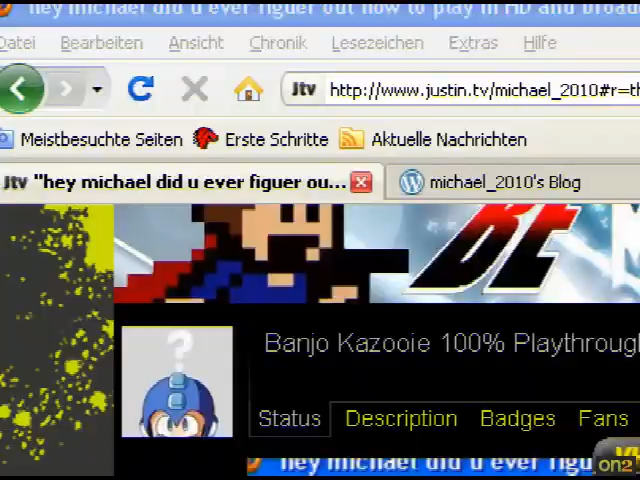 hey michael did u ever figuer out how to play in HD and broad
Datei Bearbeiten Ansicht Chronik Lesezeichen Extras Hilfe
Jtv http://www.justin.tv/michael_2010#r=th
Meistbesuchte Seiten Erste Schritte Aktuelle Nachrichten
Jtv "hey michael did u ever figuer ou... michael_2010's Blog
BE
?
Banjo Kazooie 100% Playthroug
Status Description Badges Fans
hey michael did u ever figu
on2